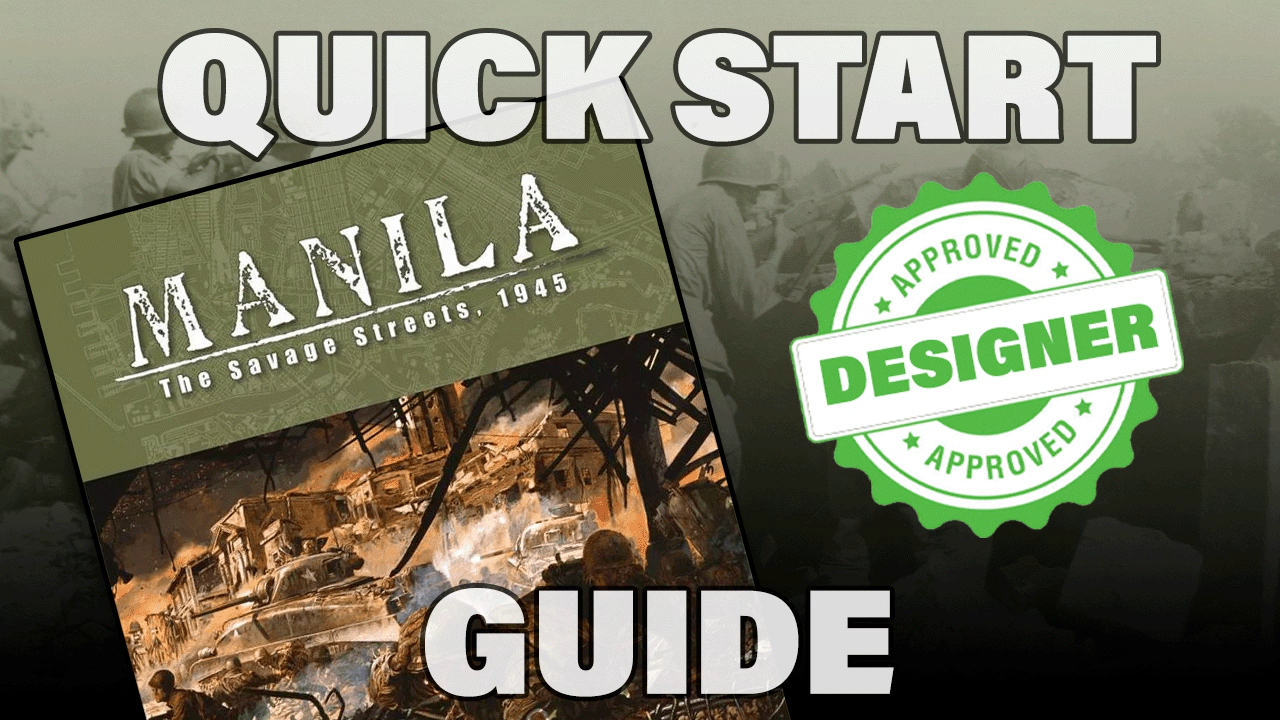 QUICK START
MANILA
The Savage Streets, 1945
APPROVED
DESIGNER
APPROVED
GUIDE